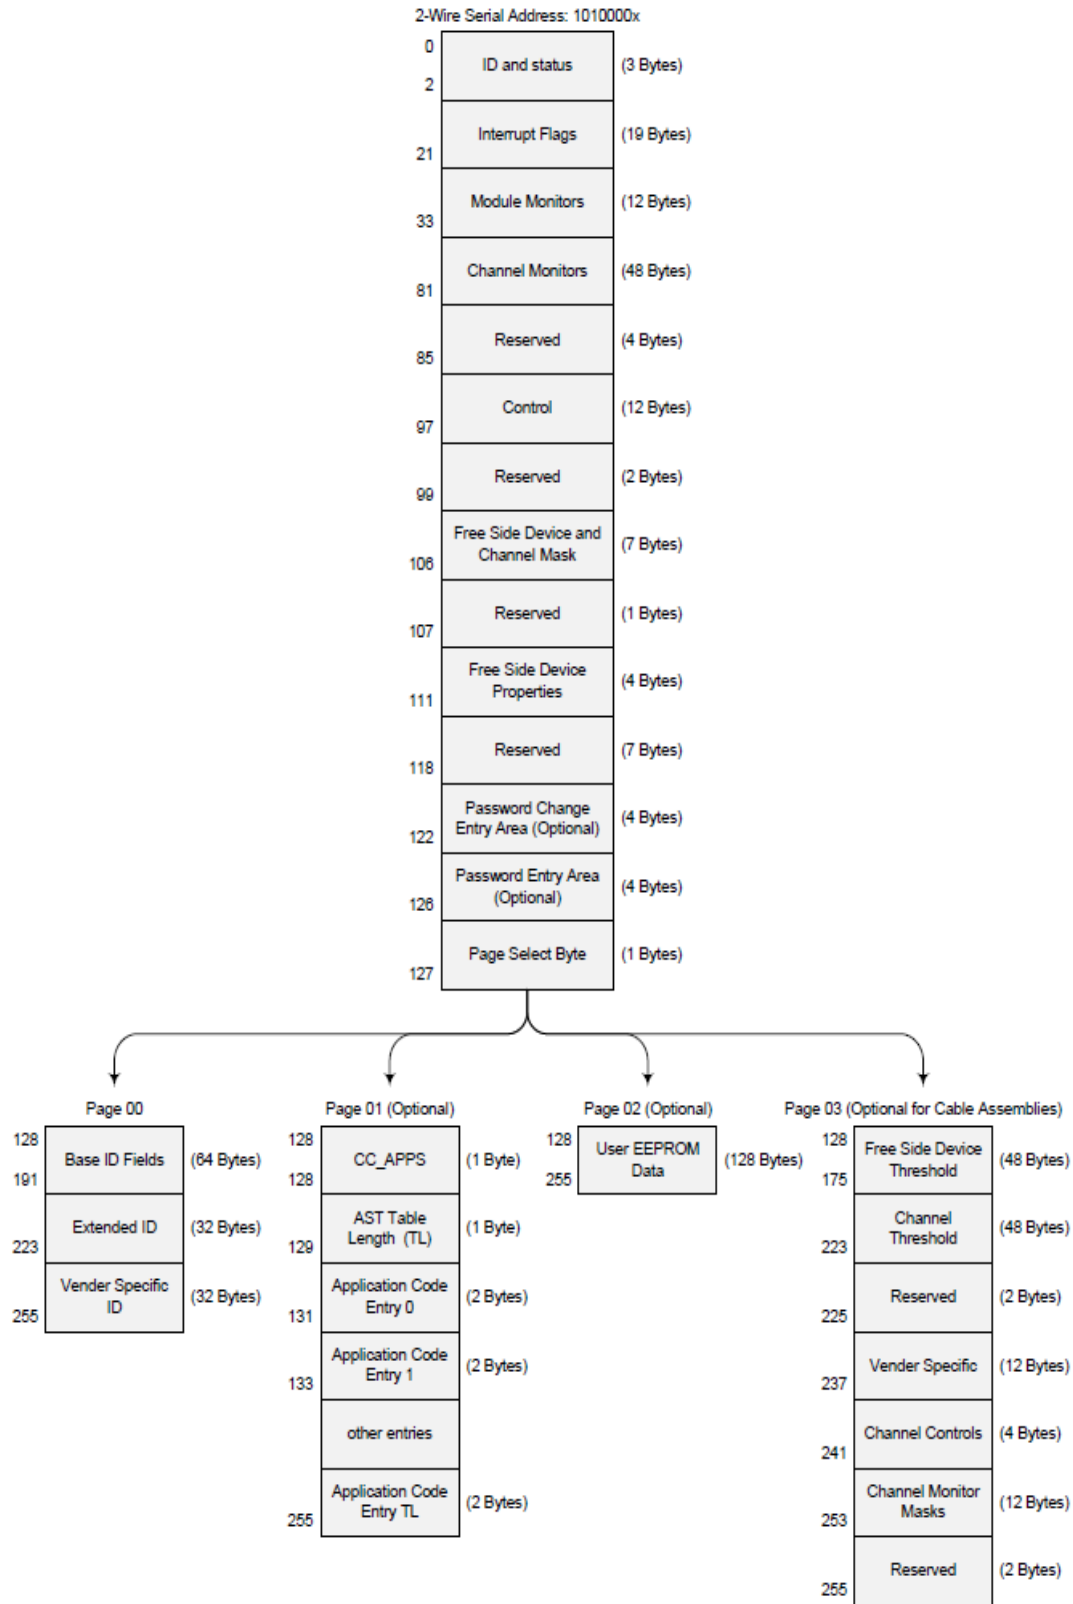 2-Wire Serial Address: 1010000x
0
ID and status
(3 Bytes)
2
Interrupt Flags
(19 Bytes)
21
Module Monitors
(12 Bytes)
33
Channel Monitors
(48 Bytes)
81
Reserved
(4 Bytes)
85
Control
(12 Bytes)
97
Reserved
(2 Bytes)
99
Free Side Device and
Channel Mask
(7 Bytes)
106
Reserved
(1 Bytes)
107
Free Side Device
Properties
(4 Bytes)
111
Reserved
(7 Bytes)
118
Password Change
Entry Area (Optional)
(4 Bytes)
122
Password Entry Area
(Optional)
(4 Bytes)
126
Page Select Byte
(1 Bytes)
127
Page 00
128
Base ID Fields
(64 Bytes)
191
Extended ID
(32 Bytes)
223
Vender Specific
ID
(32 Bytes)
255
Page 01 (Optional)
128
CC_APPS
(1 Byte)
128
AST Table
Length (TL)
(1 Byte)
129
Application Code
Entry 0
(2 Bytes)
131
Application Code
Entry 1
(2 Bytes)
133
other entries
Application Code
Entry TL
(2 Bytes)
255
Page 02 (Optional)
128
User EEPROM
Data
(128 Bytes)
255
Page 03 (Optional for Cable Assemblies)
128
Free Side Device
Threshold
(48 Bytes)
175
Channel
Threshold
(48 Bytes)
223
Reserved
(2 Bytes)
225
Vender Specific
(12 Bytes)
237
Channel Controls
(4 Bytes)
241
Channel Monitor
Masks
(12 Bytes)
253
Reserved
(2 Bytes)
255